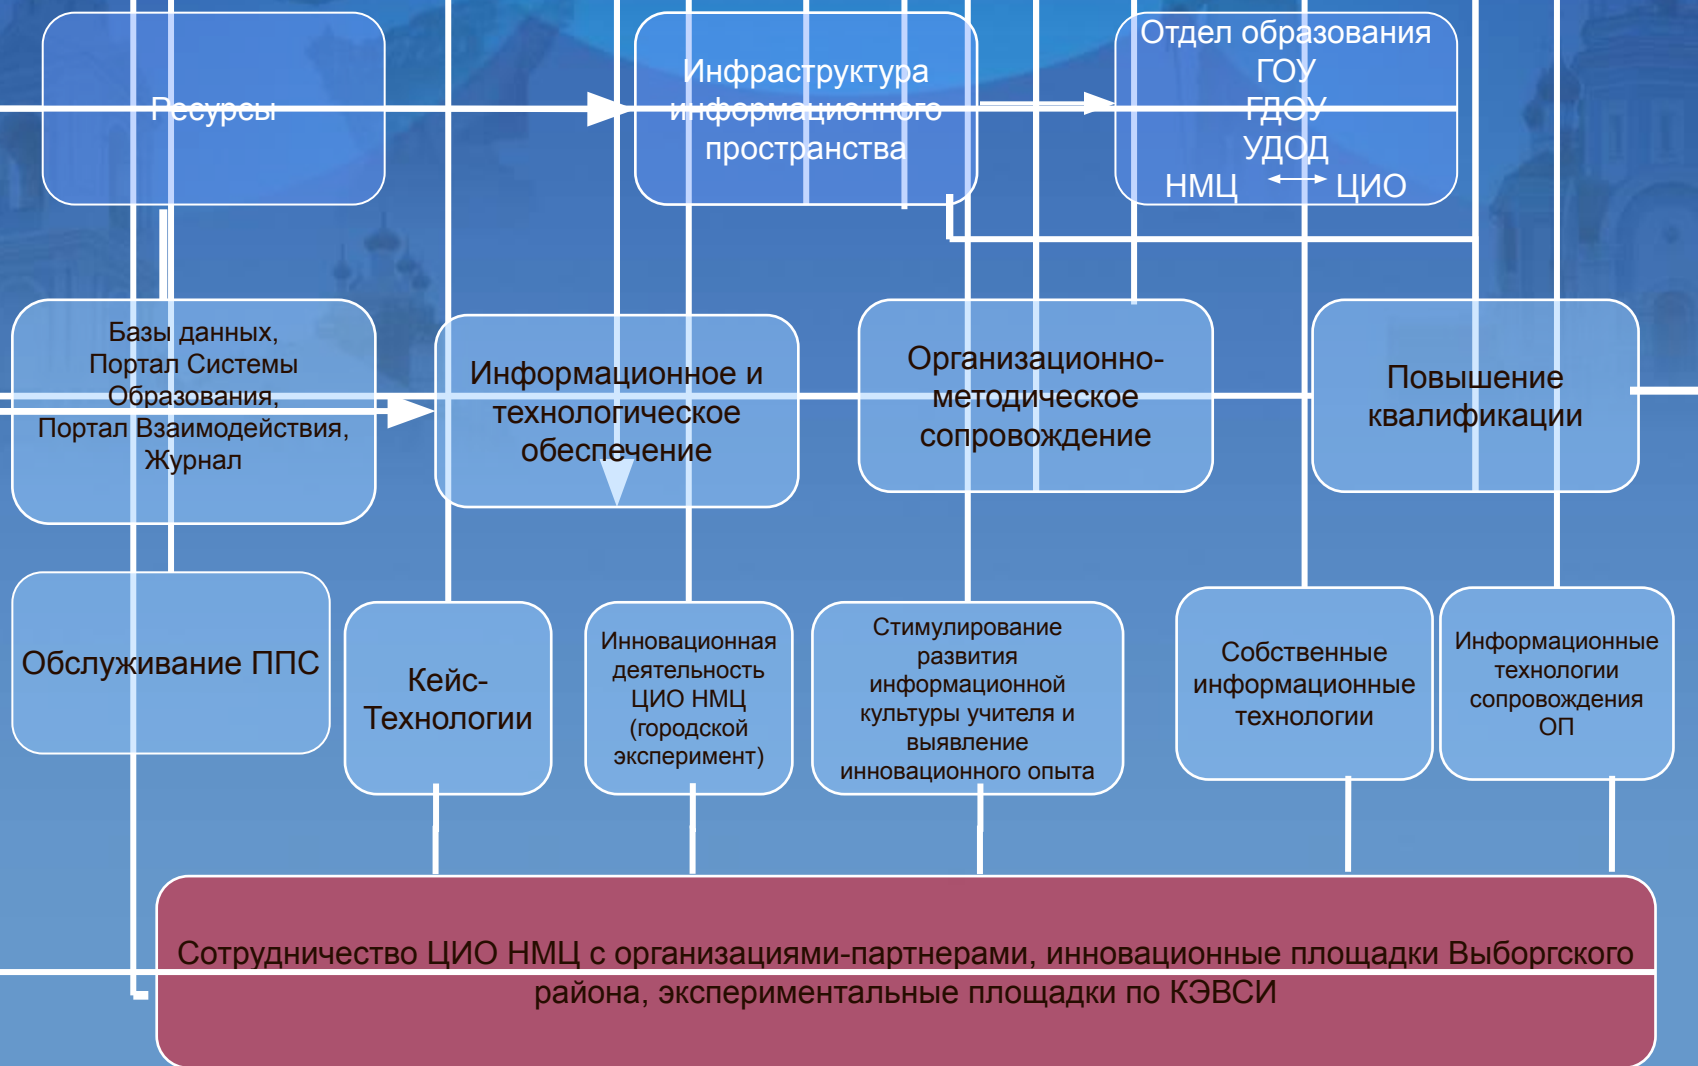 Ресурсы
Инфраструктура
информационного
пространства
Отдел образования
ГОУ
ГДОУ
УДОД
НМЦ ЦИО
Базы данных,
Портал Системы
Образования,
Портал Взаимодействия,
Журнал
Информационное и
технологическое
обеспечение
Организационно-
методическое
сопровождение
Повышение
квалификации
Обслуживание ППС
Кейс-
Технологии
Инновационная
деятельность
ЦИО НМЦ
(городской
эксперимент)
Стимулирование
развития
информационной
культуры учителя и
выявление
инновационного опыта
Собственные
информационные
технологии
Информационные
технологии
сопровождения
ОП
Сотрудничество ЦИО НМЦ с организациями-партнерами, инновационные площадки Выборгского
района, экспериментальные площадки по КЭВСИ